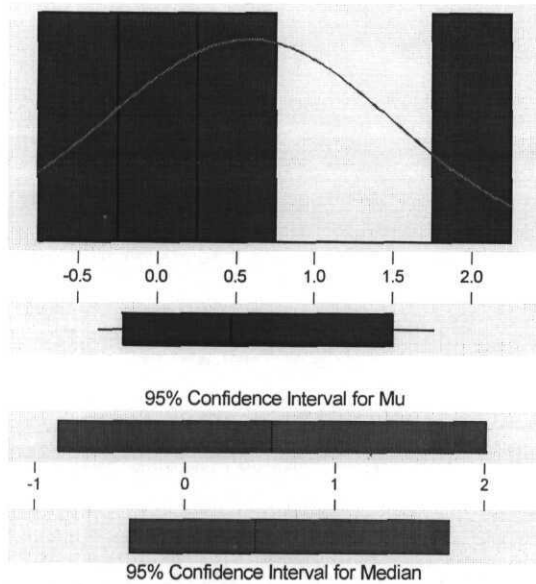 -0.5 0.0 0.5 1.0 1.5 2.0
95% Confidence Interval for Mu
-1 0 1 2
95% Confidence Interval for Median